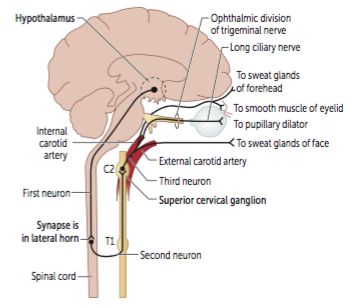 Hypothalamus
Ophthalmic division
of trigeminal nerve
Long ciliary nerve
To sweat glands
of forehead
To smooth muscle of eyelid
To pupillary dilator
To sweat glands of face
Internal
carotid
artery
External carotid artery
C2
Third neuron
First neuron
Superior cervical ganglion
Synapse is
in lateral horn
T1
Second neuron
Spinal cord